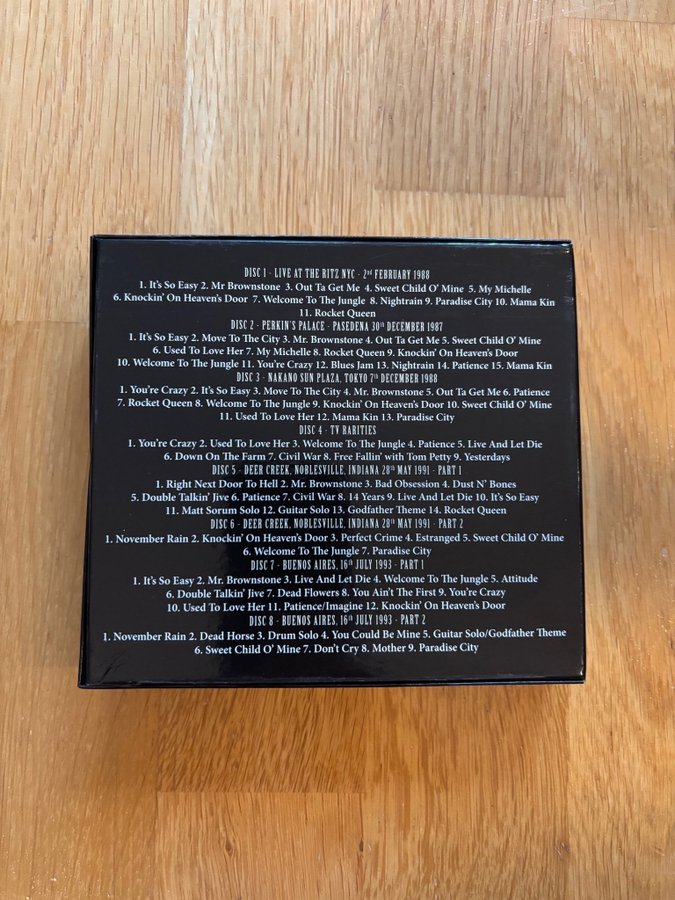 DISC 1 - LIVE AT THE RITZ NYC - 2nd FEBRUARY 1988
1. It's So Easy 2. Mr Brownstone 3. Out Ta Get Me 4. Sweet Child O' Mine 5. My Michelle
6. Knockin' On Heaven's Door 7. Welcome To The Jungle 8. Nightrain 9. Paradise City 10. Mama Kin
11. Rocket Queen
DISC 2 - PERKIN'S PALACE - PASEDENA 30th DECEMBER 1987
1. It's So Easy 2. Move To The City 3. Mr. Brownstone 4. Out Ta Get Me 5. Sweet Child O' Mine
6. Used To Love Her 7. My Michelle 8. Rocket Queen 9. Knockin' On Heaven's Door
10. Welcome To The Jungle 11. You're Crazy 12. Blues Jam 13. Nightrain 14. Patience 15. Mama Kin
DISC 3 - NAKANO SUN PLAZA, TOKYO 7th DECEMBER 1988
1. You're Crazy 2. It's So Easy 3. Move To The City 4. Mr. Brownstone 5. Out Ta Get Me 6. Patience
7. Rocket Queen 8. Welcome To The Jungle 9. Knockin' On Heaven's Door 10. Sweet Child O' Mine
11. Used To Love Her 12. Mama Kin 13. Paradise City
DISC 4 - TV RARITIES
1. You're Crazy 2. Used To Love Her 3. Welcome To The Jungle 4. Patience 5. Live And Let Die
6. Down On The Farm 7. Civil War 8. Free Fallin' with Tom Petty 9. Yesterdays
DISC 5 - DEER CREEK, NOBLESVILLE, INDIANA 28th MAY 1991 - PART 1
1. Right Next Door To Hell 2. Mr. Brownstone 3. Bad Obsession 4. Dust N' Bones
5. Double Talkin' Jive 6. Patience 7. Civil War 8. 14 Years 9. Live And Let Die 10. It's So Easy
11. Matt Sorum Solo 12. Guitar Solo 13. Godfather Theme 14. Rocket Queen
DISC 6 - DEER CREEK, NOBLESVILLE, INDIANA 28th MAY 1991 - PART 2
1. November Rain 2. Knockin' On Heaven's Door 3. Perfect Crime 4. Estranged 5. Sweet Child O' Mine
6. Welcome To The Jungle 7. Paradise City
DISC 7 - BUENOS AIRES, 16th JULY 1993 - PART 1
1. It's So Easy 2. Mr. Brownstone 3. Live And Let Die 4. Welcome To The Jungle 5. Attitude
6. Double Talkin' Jive 7. Dead Flowers 8. You Ain't The First 9. You're Crazy
10. Used To Love Her 11. Patience/Imagine 12. Knockin' On Heaven's Door
DISC 8 - BUENOS AIRES, 16th JULY 1993 - PART 2
1. November Rain 2. Dead Horse 3. Drum Solo 4. You Could Be Mine 5. Guitar Solo/Godfather Theme
6. Sweet Child O' Mine 7. Don't Cry 8. Mother 9. Paradise City